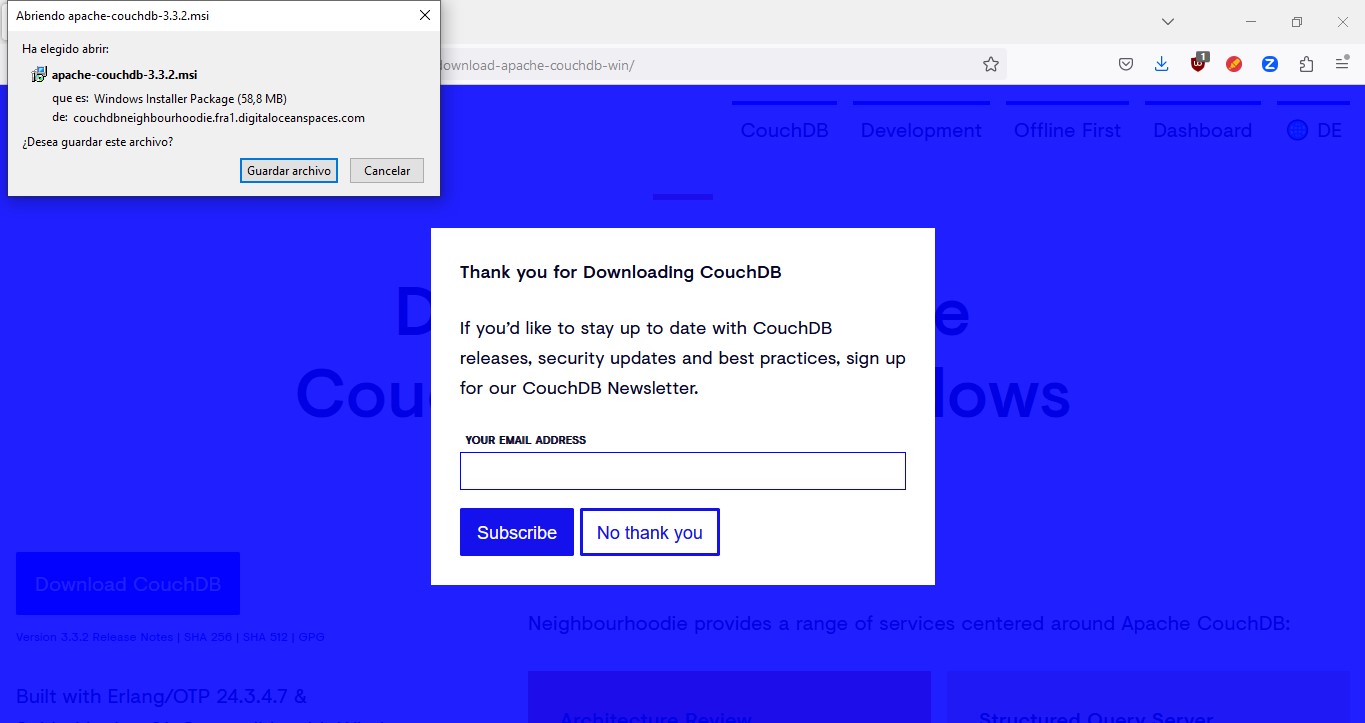 Abriendo apache-couchdb-3.3.2.msi
Ha elegido abrir:
apache-couchdb-3.3.2.msi
que es: Windows Installer Package (58,8 MB)
de: couchdbneighbourhoodie.fra1.digitaloceanspaces.com
¿Desea guardar este archivo?
Guardar archivo
Cancelar
download-apache-couchdb-win/
1
CouchDB
Development
Offline First
Dashboard
DE
Thank you for Downloading CouchDB
If you’d like to stay up to date with CouchDB
releases, security updates and best practices, sign up
for our CouchDB Newsletter.
YOUR EMAIL ADDRESS
Subscribe
No thank you
Download CouchDB
Version 3.3.2 Release Notes | SHA 256 | SHA 512 | GPG
Built with Erlang/OTP 24.3.4.7 &
Neighbourhoodie provides a range of services centered around Apache CouchDB:
Architecture Review
Structured Query Server